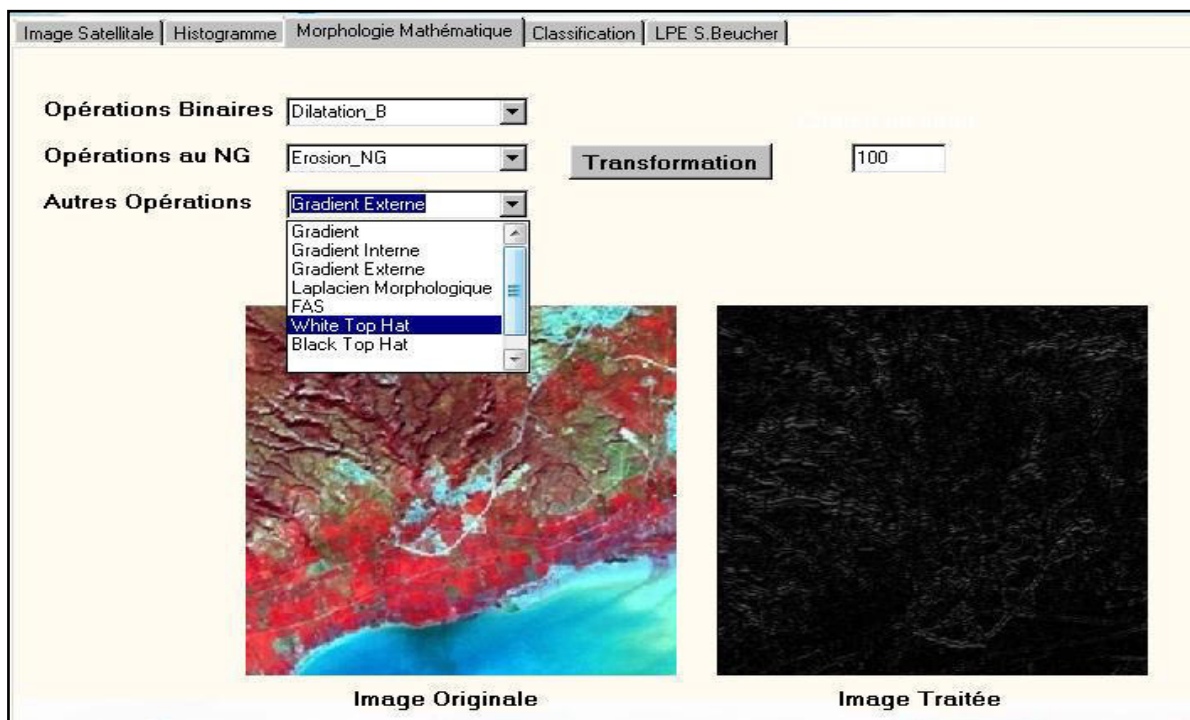 Image Satellitale Histogramme Morphologie Mathématique Classification LPE S.Beucher
Opérations Binaires Dilatation_B
Opérations au NG Erosion_NG Transformation 100
Autres Opérations Gradient Externe
Gradient
Gradient Interne
Gradient Externe
Laplacien Morphologique
FAS
White Top Hat
Black Top Hat
Image Originale Image Traitée